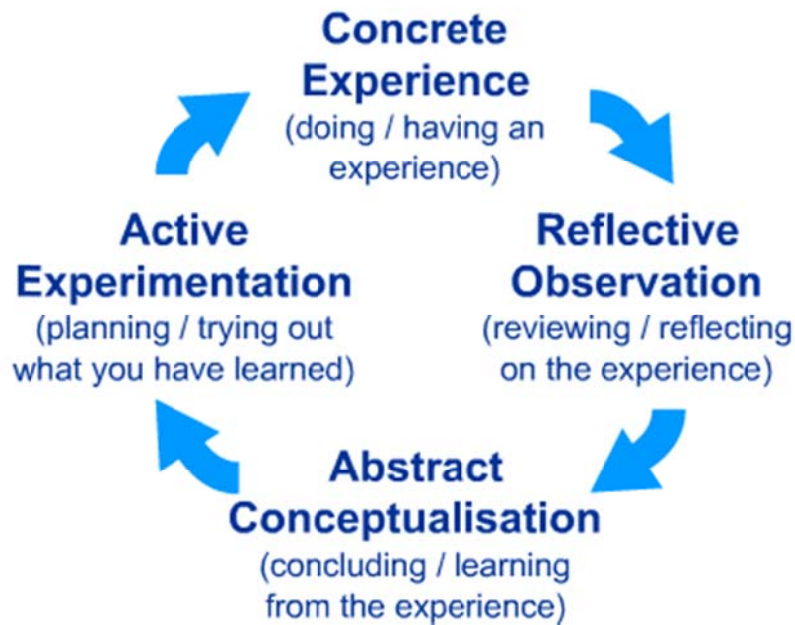 Concrete
Experience
(doing / having an
experience)
Reflective
Observation
(reviewing / reflecting
on the experience)
Abstract
Conceptualisation
(concluding / learning
from the experience)
Active
Experimentation
(planning / trying out
what you have learned)